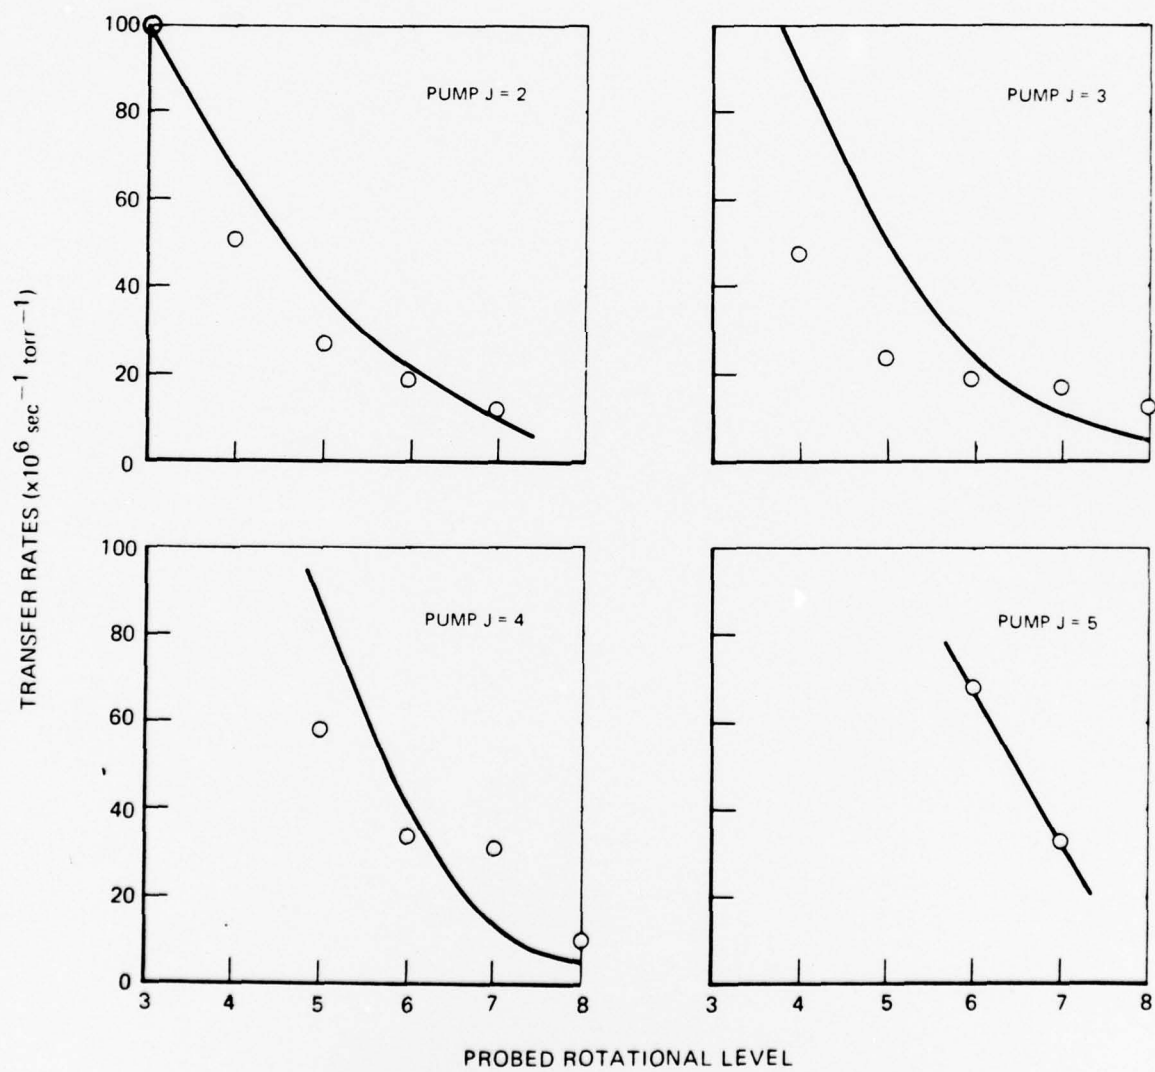 100
80
60
40
20
0
PUMP J = 2
PUMP J = 3
TRANSFER RATES (x10⁶ sec⁻¹ torr⁻¹)
100
80
60
40
20
0
PUMP J = 4
PUMP J = 5
3 4 5 6 7 8
3 4 5 6 7 8
PROBED ROTATIONAL LEVEL